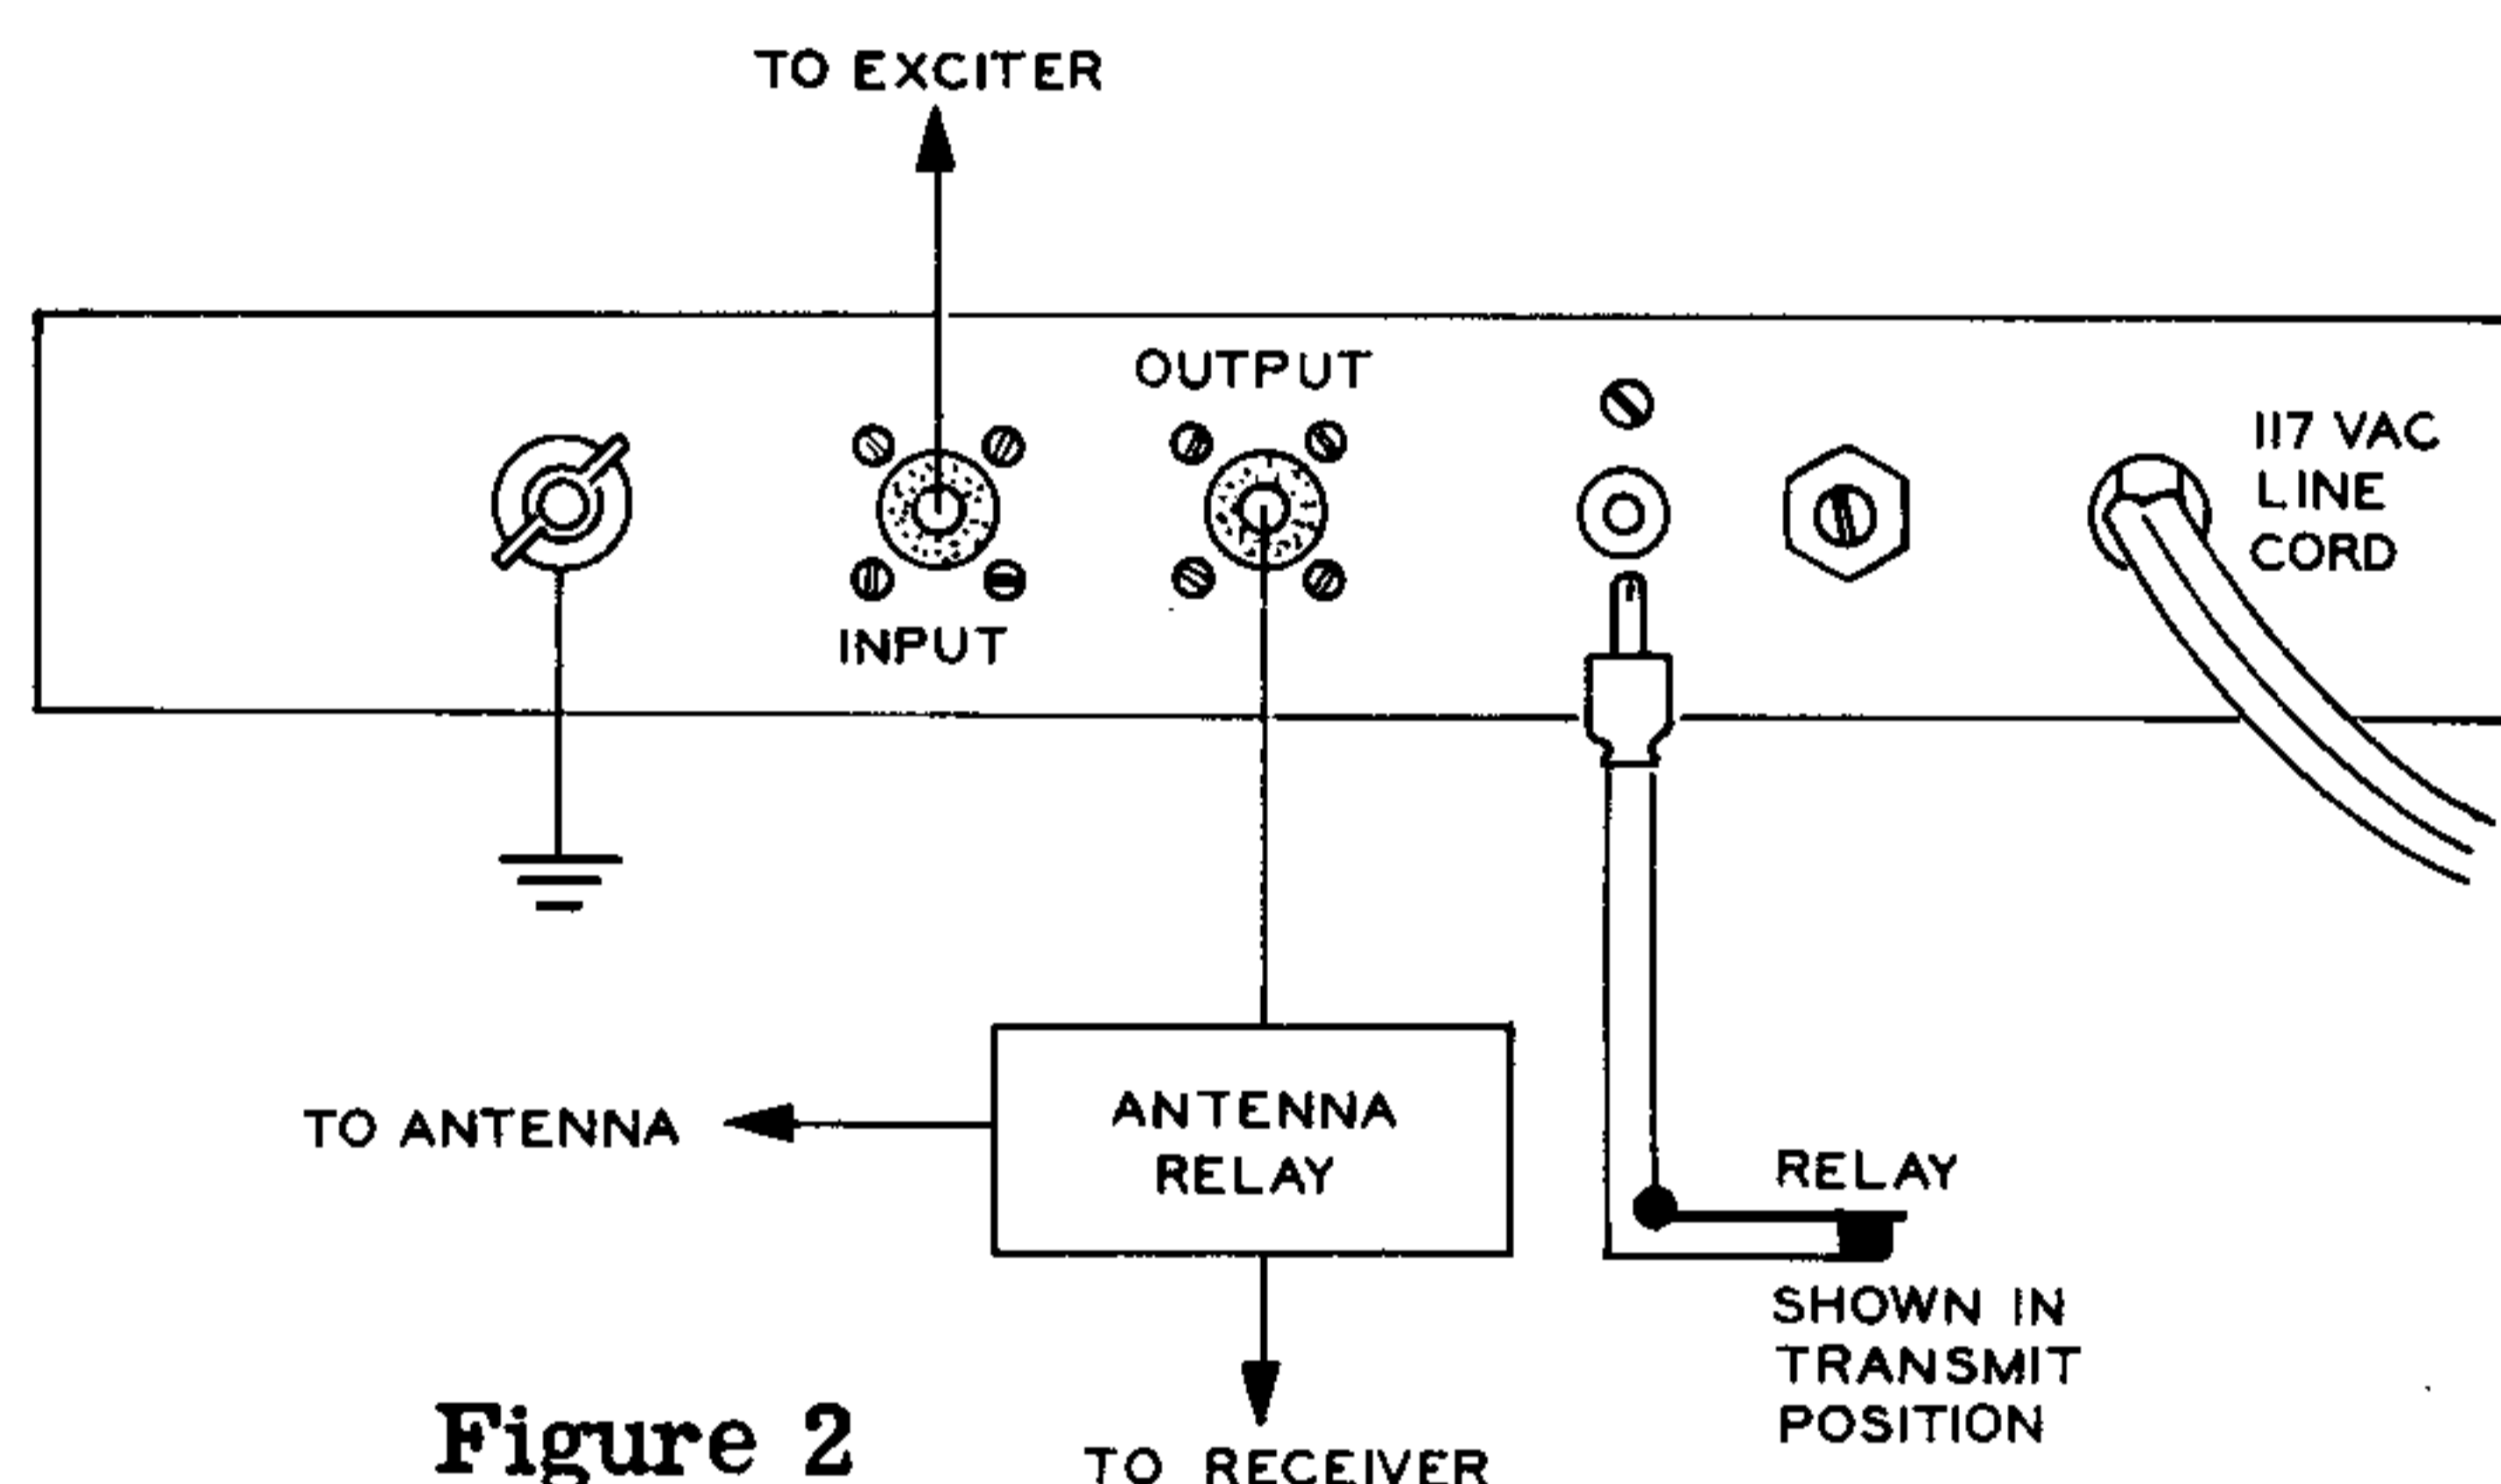 TO EXCITER
OUTPUT
117 VAC
LINE
CORD
INPUT
TO ANTENNA
ANTENNA
RELAY
RELAY
SHOWN IN
TRANSMIT
POSITION
Figure 2
TO RECEIVER